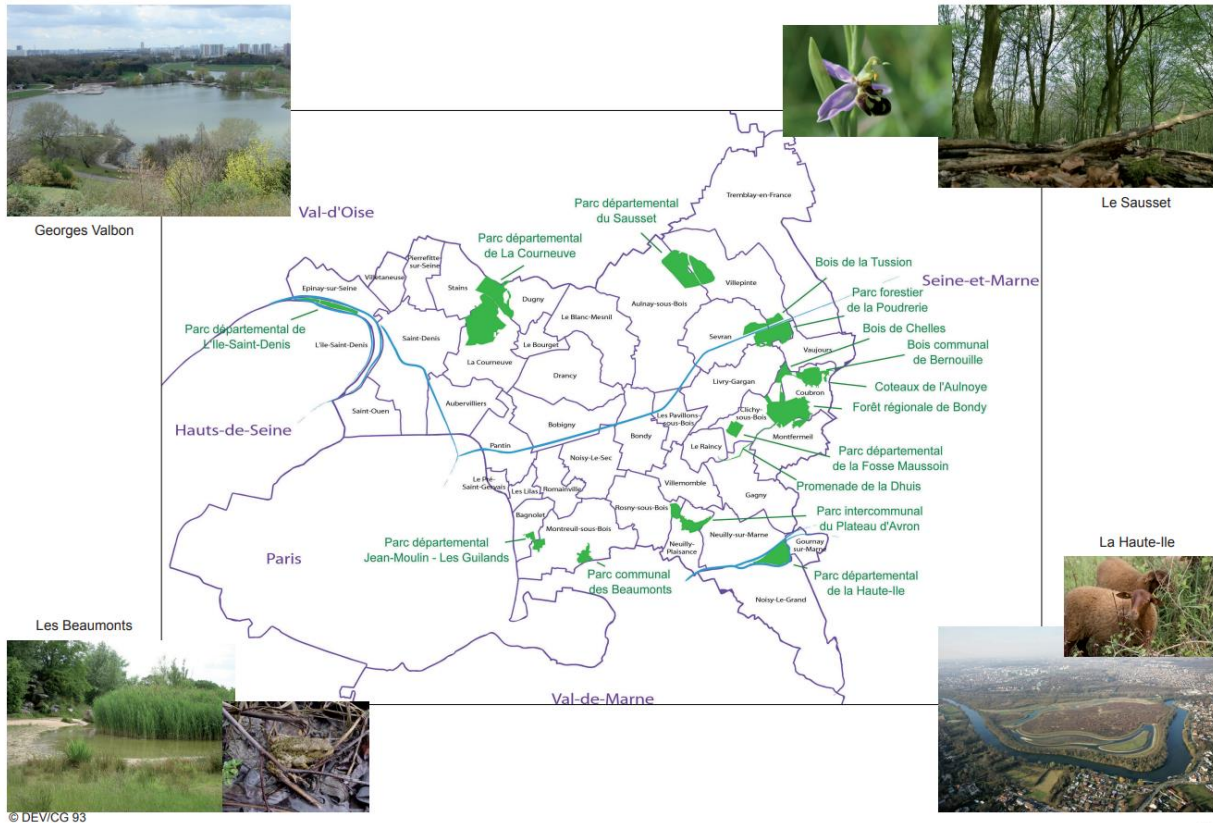 Georges Valbon
Le Sausset
Val-d'Oise
Tremblay-en-France
Parc départemental
du Sausset
Parc départemental
de La Courneuve
Pierrefitte-
sur-Seine
Villetaneuse
Epinay-sur-Seine
Stains
Dugny
Villepinte
Bois de la Tussion
Seine-et-Marne
Aulnay-sous-Bois
Parc forestier
de la Poudrerie
Le Blanc-Mesnil
Parc départemental de
L'Ile-Saint-Denis
L'Ile-Saint-Denis
Saint-Denis
Le Bourget
Sevran
Vaujours
Bois de Chelles
Bois communal
de Bernouille
La Courneuve
Drancy
Livry-Gargan
Coubron
Coteaux de l'Aulnoye
Saint-Ouen
Aubervilliers
Les Pavillons-
sous-Bois
Clichy-
sous-Bois
Forêt régionale de Bondy
Hauts-de-Seine
Bobigny
Bondy
Montfermeil
Pantin
Le Raincy
Parc départemental
de la Fosse Maussoin
Noisy-Le-Sec
Le Pré-
Saint-Gervais
Les Lilas
Romainville
Villemomble
Promenade de la Dhuis
Gagny
Bagnolet
Rosny-sous-Bois
Parc intercommunal
du Plateau d'Avron
Montreuil-sous-Bois
Neuilly-sur-Marne
Parc départemental
Jean-Moulin - Les Guilands
Neuilly-
Plaisance
Gournay
sur-Marne
La Haute-Ile
Paris
Parc communal
des Beaumonts
Parc départemental
de la Haute-Ile
Noisy-Le-Grand
Les Beaumonts
Val-de-Marne
© DEV/CG 93